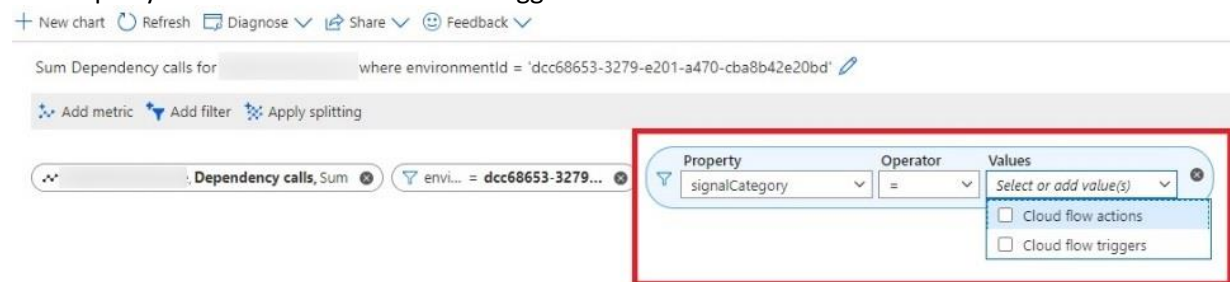 + New chart Refresh Diagnose Share Feedback
Sum Dependency calls for where environmentId = 'dcc68653-3279-e201-a470-cba8b42e20bd'
Add metric Add filter Apply splitting
, Dependency calls, Sum
envi... = dcc68653-3279...
Property Operator Values
signalCategory = Select or add value(s)
Cloud flow actions
Cloud flow triggers